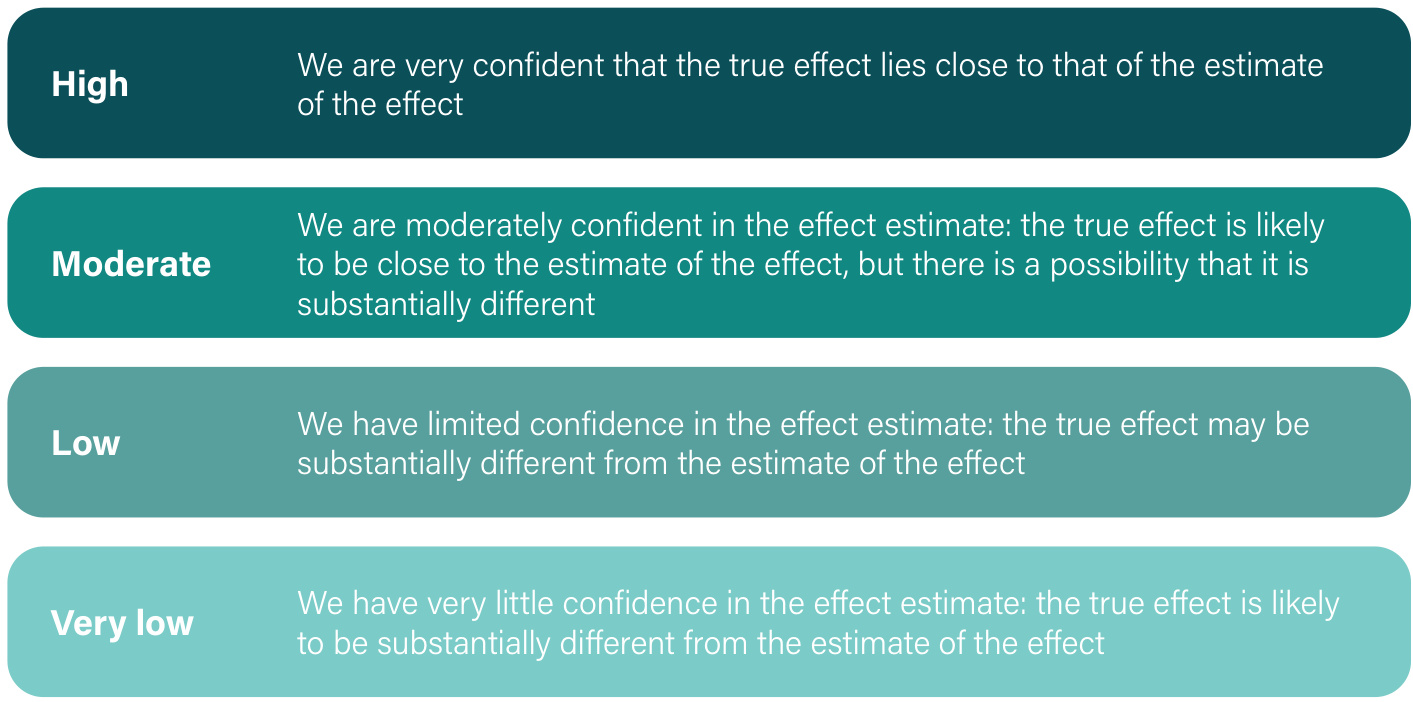 High
We are very confident that the true effect lies close to that of the estimate
of the effect
Moderate
We are moderately confident in the effect estimate: the true effect is likely
to be close to the estimate of the effect, but there is a possibility that it is
substantially different
Low
We have limited confidence in the effect estimate: the true effect may be
substantially different from the estimate of the effect
Very low
We have very little confidence in the effect estimate: the true effect is likely
to be substantially different from the estimate of the effect